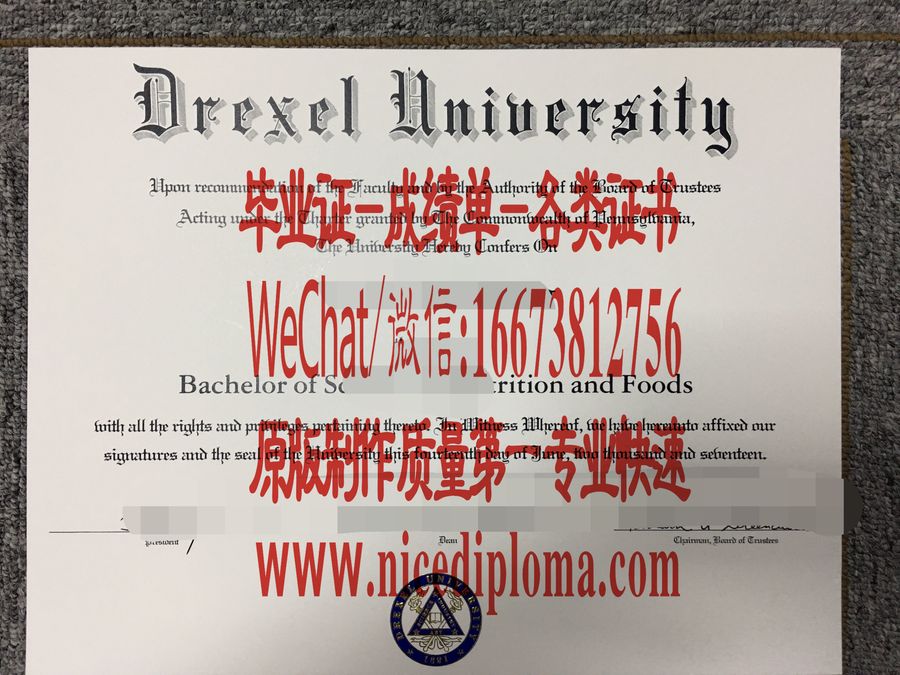 Drexel University
Upon recommendation of the Faculty and by the Authority of the Board of Trustees
毕业证－成绩单－各类证书
Acting under the Charter granted by The Commonwealth of Pennsylvania,
The University Hereby Confers On
WeChat/微信:16673812756
Bachelor of Sc trition and Foods
with all the rights and privileges pertaining thereto. In Witness Whereof, we have hereunto affixed our
原版制作质量第一专业快速
signatures and the seal of the University this fourteenth day of June, two thousand and seventeen.
President Dean Chairman, Board of Trustees
www.nicediploma.com
DREXEL UNIVERSITY
1891